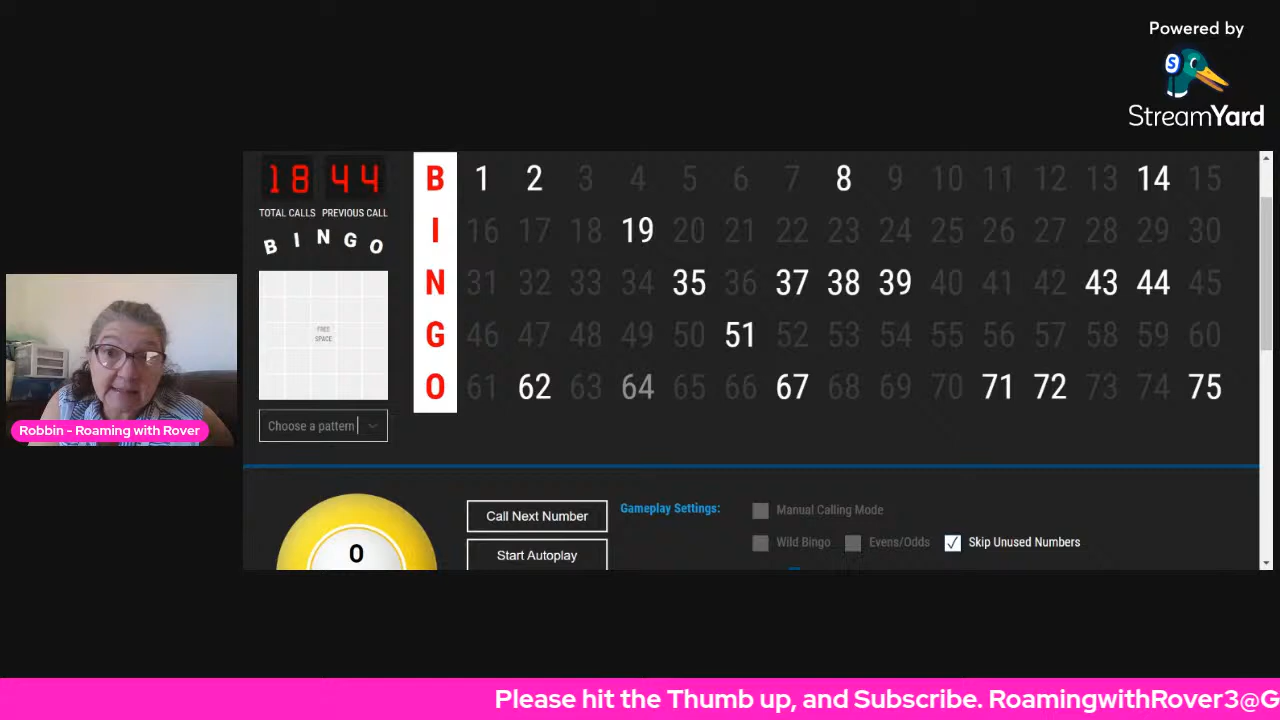 Powered by
S
StreamYard
18 44
TOTAL CALLS PREVIOUS CALL
BINGO
FREE
SPACE
Choose a pattern
B 1 2 3 4 5 6 7 8 9 10 11 12 13 14 15
I 16 17 18 19 20 21 22 23 24 25 26 27 28 29 30
N 31 32 33 34 35 36 37 38 39 40 41 42 43 44 45
G 46 47 48 49 50 51 52 53 54 55 56 57 58 59 60
O 61 62 63 64 65 66 67 68 69 70 71 72 73 74 75
Robbin - Roaming with Rover
O
Call Next Number
Start Autoplay
Gameplay Settings:
Manual Calling Mode
Wild Bingo Evens/Odds Skip Unused Numbers
Please hit the Thumb up, and Subscribe. RoamingwithRover3@G